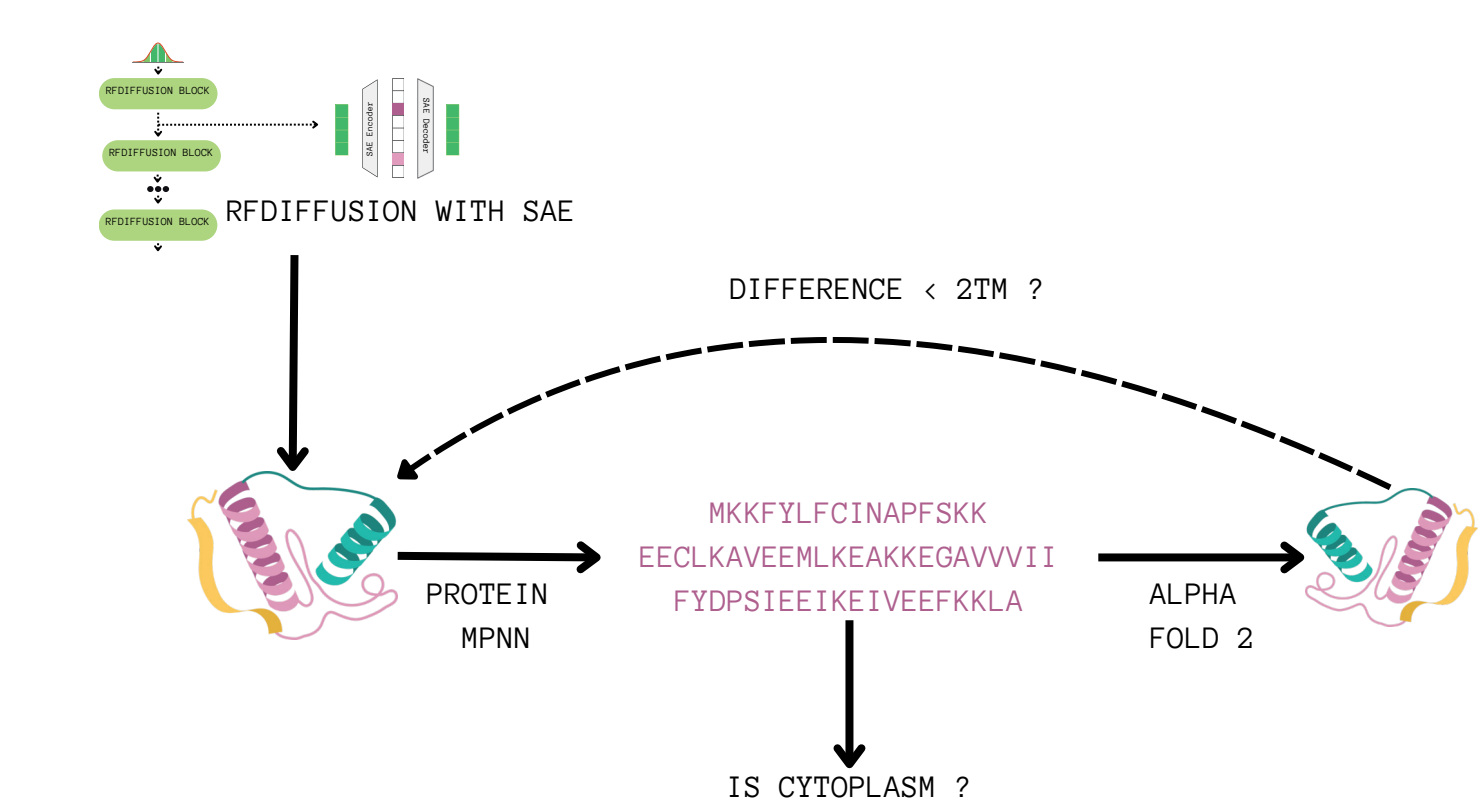 RFDIFFUSION BLOCK
SAE Encoder
SAE Decoder
RFDIFFUSION BLOCK
RFDIFFUSION BLOCK
RFDIFFUSION WITH SAE
DIFFERENCE < 2TM ?
MKKFYLFCINAPFSKK
EECLKAVEEMLKEAKKEGAVVVII
FYDPSIEEIKEIVEEFKKLA
PROTEIN
MPNN
ALPHA
FOLD 2
IS CYTOPLASM ?